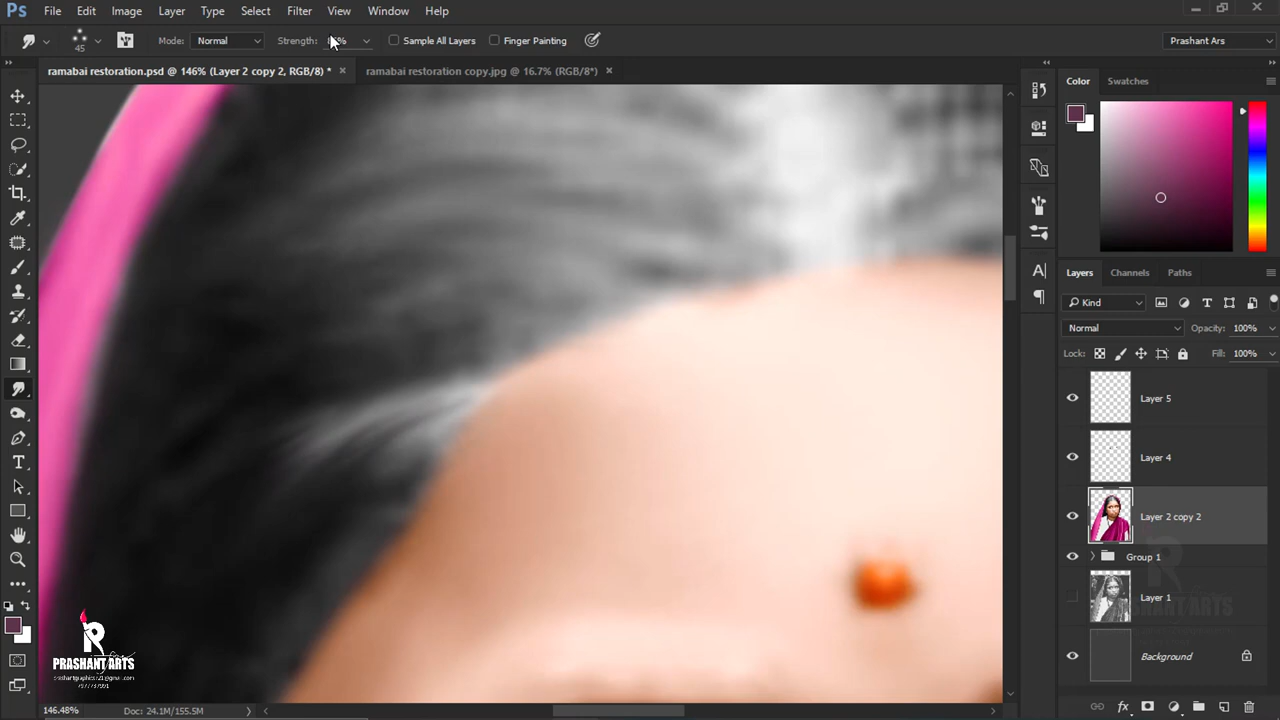 Ps File Edit Image Layer Type Select Filter View Window Help
45 Mode: Normal Strength: Sample All Layers Finger Painting Prashant Ars
ramabai restoration.psd @ 146% (Layer 2 copy 2, RGB/8) * × ramabai restoration copy.jpg @ 16.7% (RGB/8*) ×
Color Swatches
Layers Channels Paths
Kind
Normal Opacity: 100%
Lock: Fill: 100%
Layer 5
Layer 4
Layer 2 copy 2
Group 1
Layer 1
Background
PRASHANT ARTS
7977737991
146.48% Doc: 24.1M/155.5M